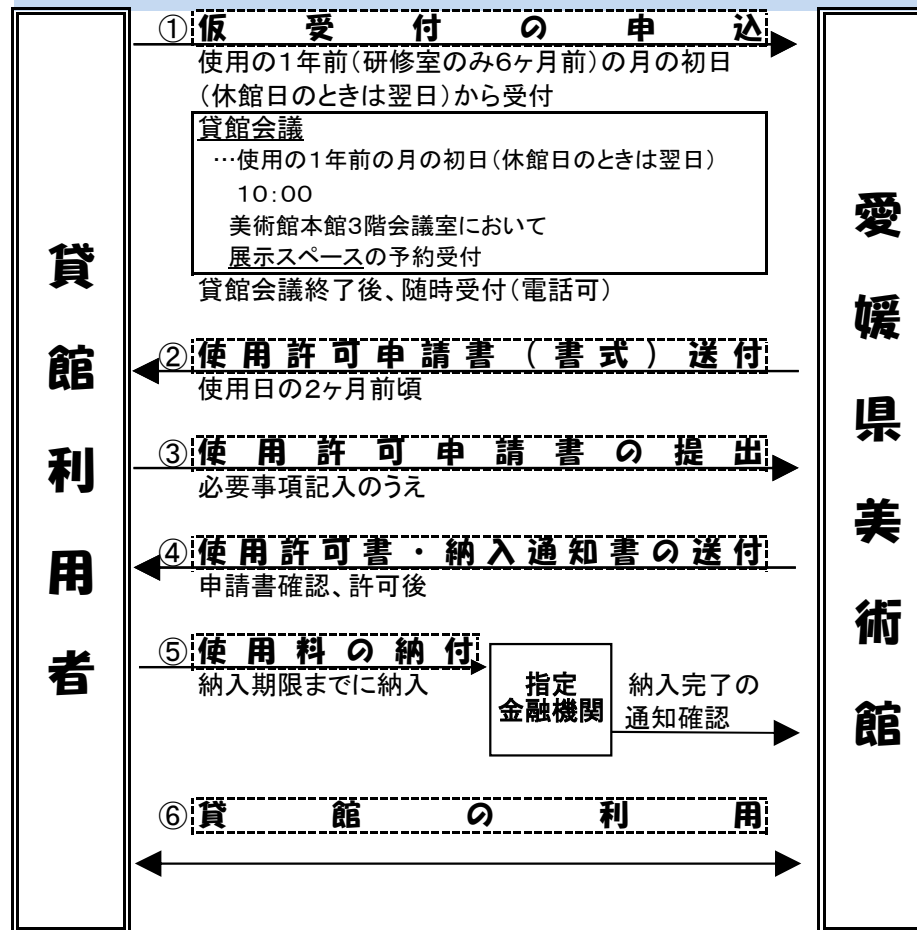 貸館利用者
①仮受付の申込
使用の1年前(研修室のみ6ヶ月前)の月の初日
(休館日のときは翌日)から受付
貸館会議
…使用の1年前の月の初日(休館日のときは翌日)
10:00
美術館本館3階会議室において
展示スペースの予約受付
貸館会議終了後、随時受付(電話可)
②使用許可申請書(書式)送付
使用日の2ヶ月前頃
③使用許可申請書の提出
必要事項記入のうえ
④使用許可書・納入通知書の送付
申請書確認、許可後
⑤使用料の納付
納入期限までに納入
指定
金融機関
納入完了の
通知確認
⑥貸館の利用
愛媛県美術館